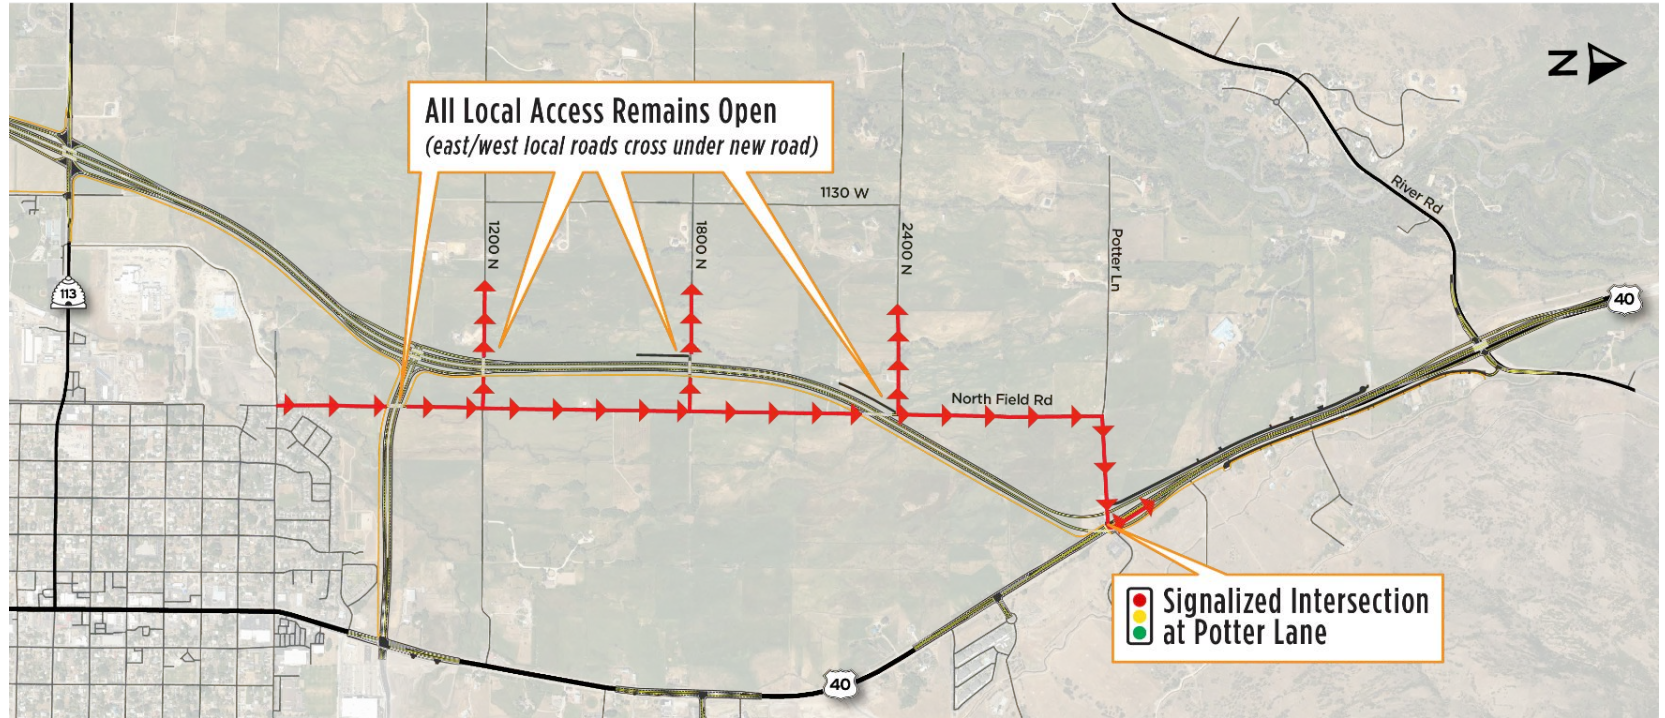 N
All Local Access Remains Open
(east/west local roads cross under new road)
1130 W
River Rd
1200 N
1800 N
2400 N
Potter Ln
113
40
North Field Rd
Signalized Intersection
at Potter Lane
40